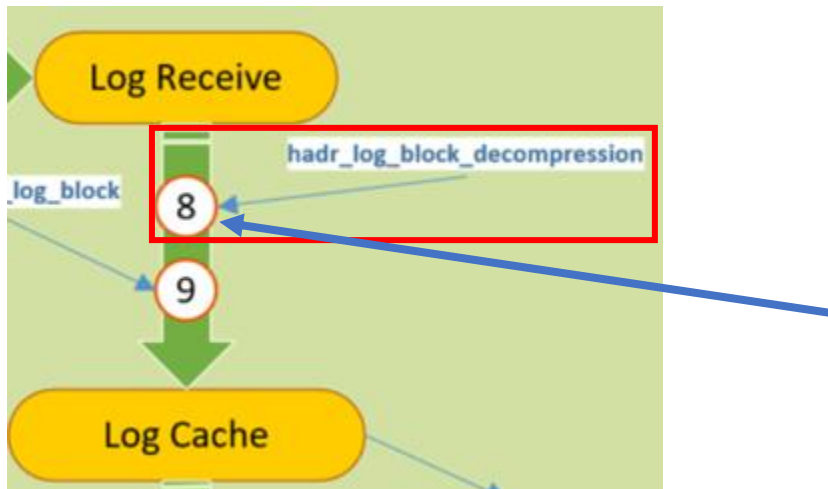 Log Receive
hadr_log_block_decompression
_log_block
8
9
Log Cache